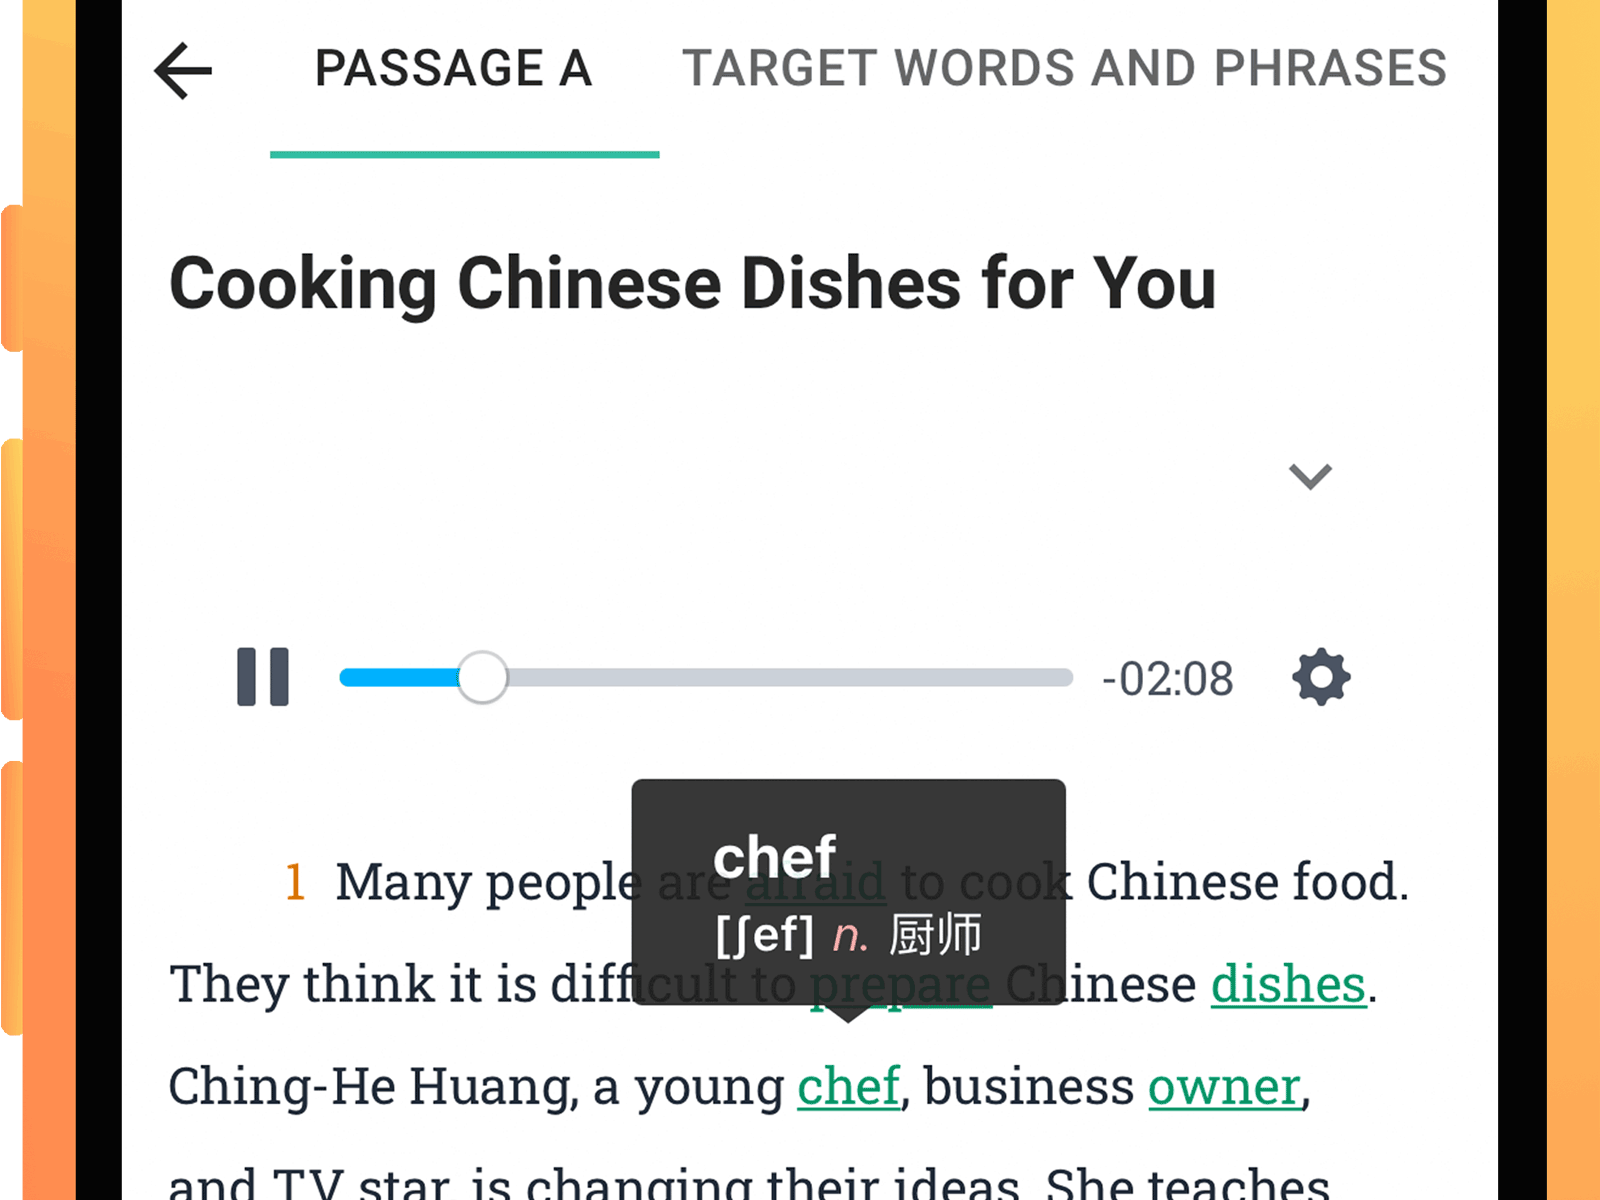 PASSAGE A TARGET WORDS AND PHRASES
Cooking Chinese Dishes for You
-02:08
chef
[ʃef] n. 厨师
1 Many people are afraid to cook Chinese food.
They think it is difficult to prepare Chinese dishes.
Ching-He Huang, a young chef, business owner,
and TV star, is changing their ideas. She teaches